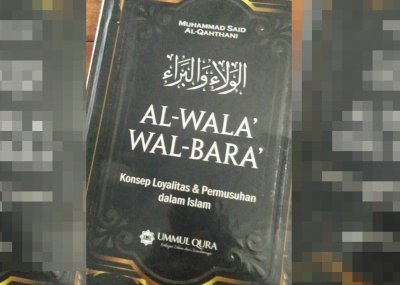 MUHAMMAD SAID
AL-QAHTHANI
الولاء والبراء
AL-WALA'
WAL-BARA'
Konsep Loyalitas & Permusuhan
dalam Islam
UMMUL QURA